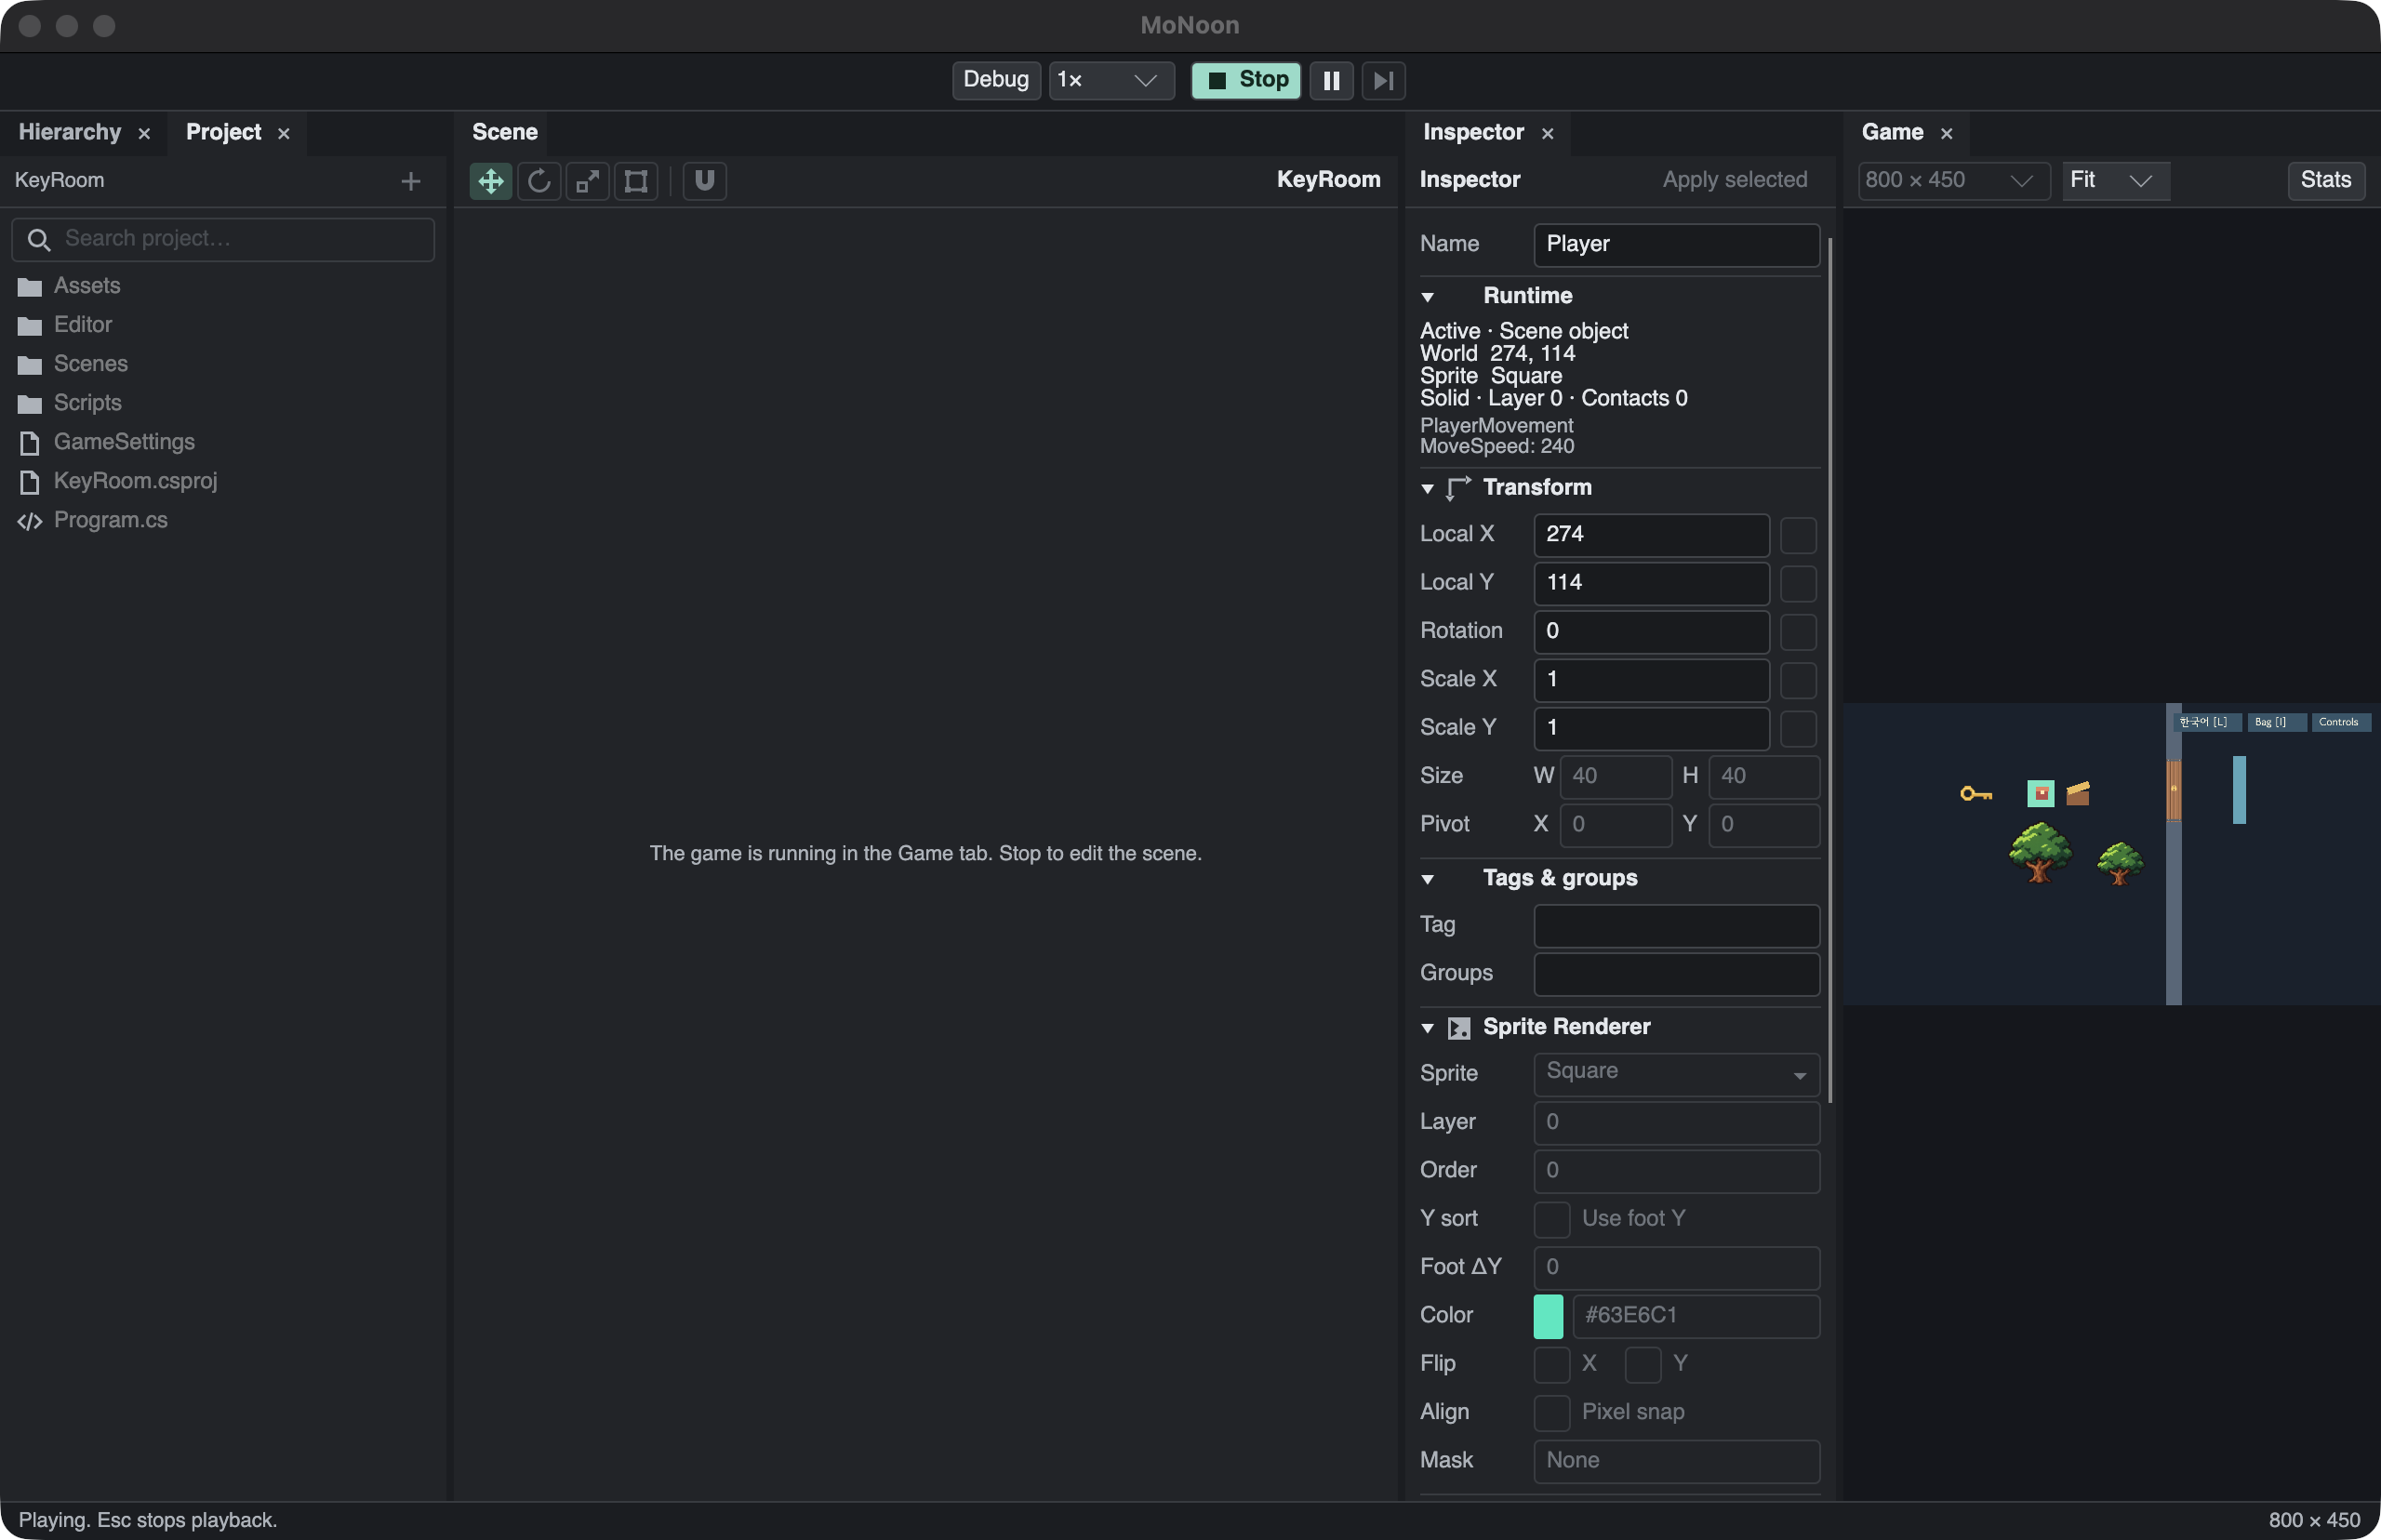 MoNoon
Debug 1× Stop
Hierarchy × Project ×
KeyRoom +
Search project...
Assets
Editor
Scenes
Scripts
GameSettings
KeyRoom.csproj
Program.cs
Scene
KeyRoom
The game is running in the Game tab. Stop to edit the scene.
Inspector ×
Inspector Apply selected
Name Player
Runtime
Active · Scene object
World 274, 114
Sprite Square
Solid · Layer 0 · Contacts 0
PlayerMovement
MoveSpeed: 240
Transform
Local X 274
Local Y 114
Rotation 0
Scale X 1
Scale Y 1
Size W 40 H 40
Pivot X 0 Y 0
Tags & groups
Tag
Groups
Sprite Renderer
Sprite Square
Layer 0
Order 0
Y sort Use foot Y
Foot ΔY 0
Color #63E6C1
Flip X Y
Align Pixel snap
Mask None
Game ×
800 × 450 Fit Stats
한국어 [L] Bag [I] Controls
Playing. Esc stops playback.
800 × 450